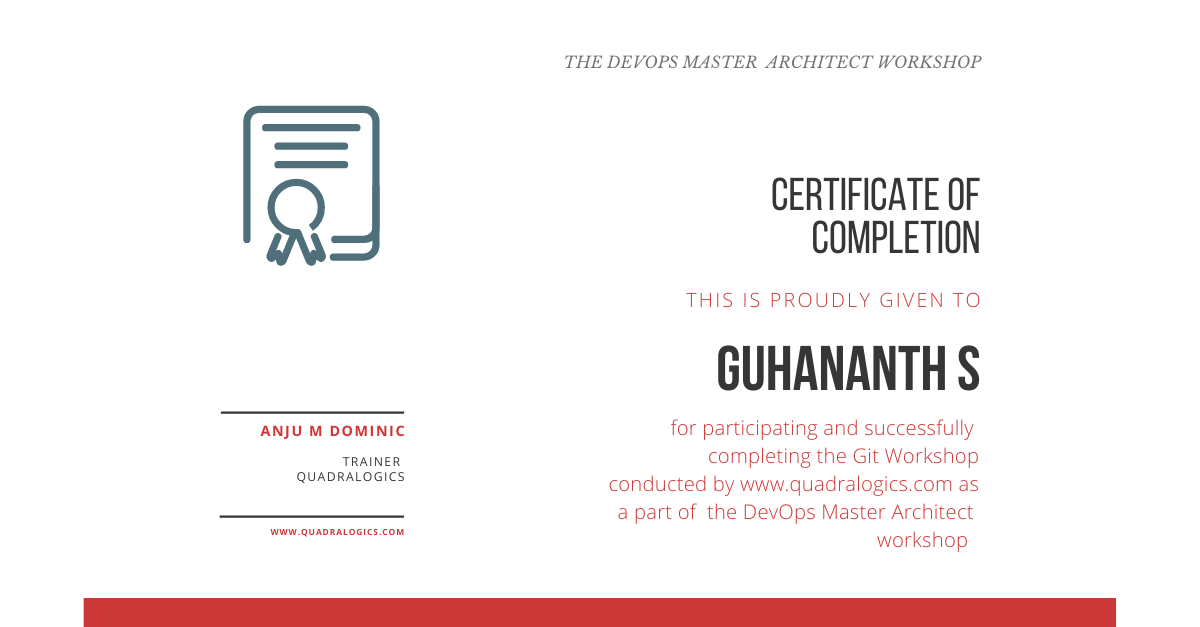 THE DEVOPS MASTER ARCHITECT WORKSHOP
CERTIFICATE OF
COMPLETION
THIS IS PROUDLY GIVEN TO
GUHANANTH S
for participating and successfully
completing the Git Workshop
conducted by www.quadralogics.com as
a part of the DevOps Master Architect
workshop
ANJU M DOMINIC
TRAINER
QUADRALOGICS
WWW.QUADRALOGICS.COM